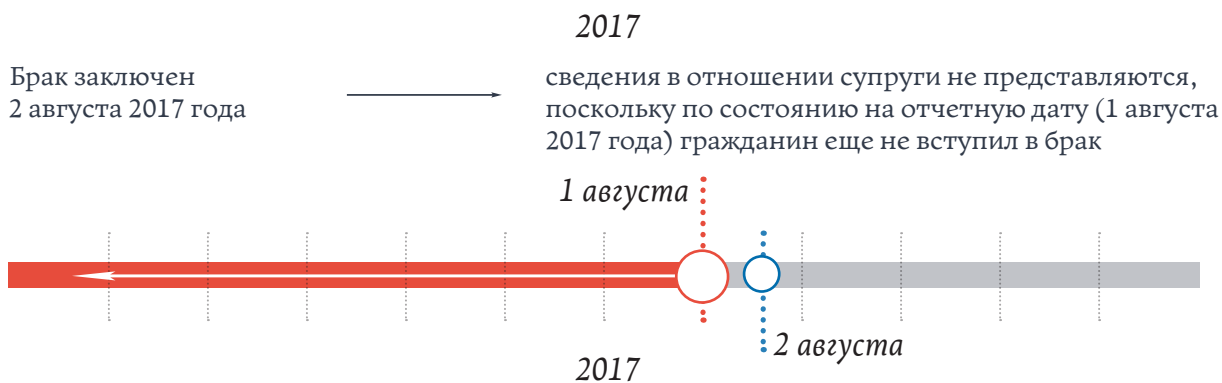 2017
Брак заключен
2 августа 2017 года
сведения в отношении супруги не представляются,
поскольку по состоянию на отчетную дату (1 августа
2017 года) гражданин еще не вступил в брак
1 августа
2 августа
2017